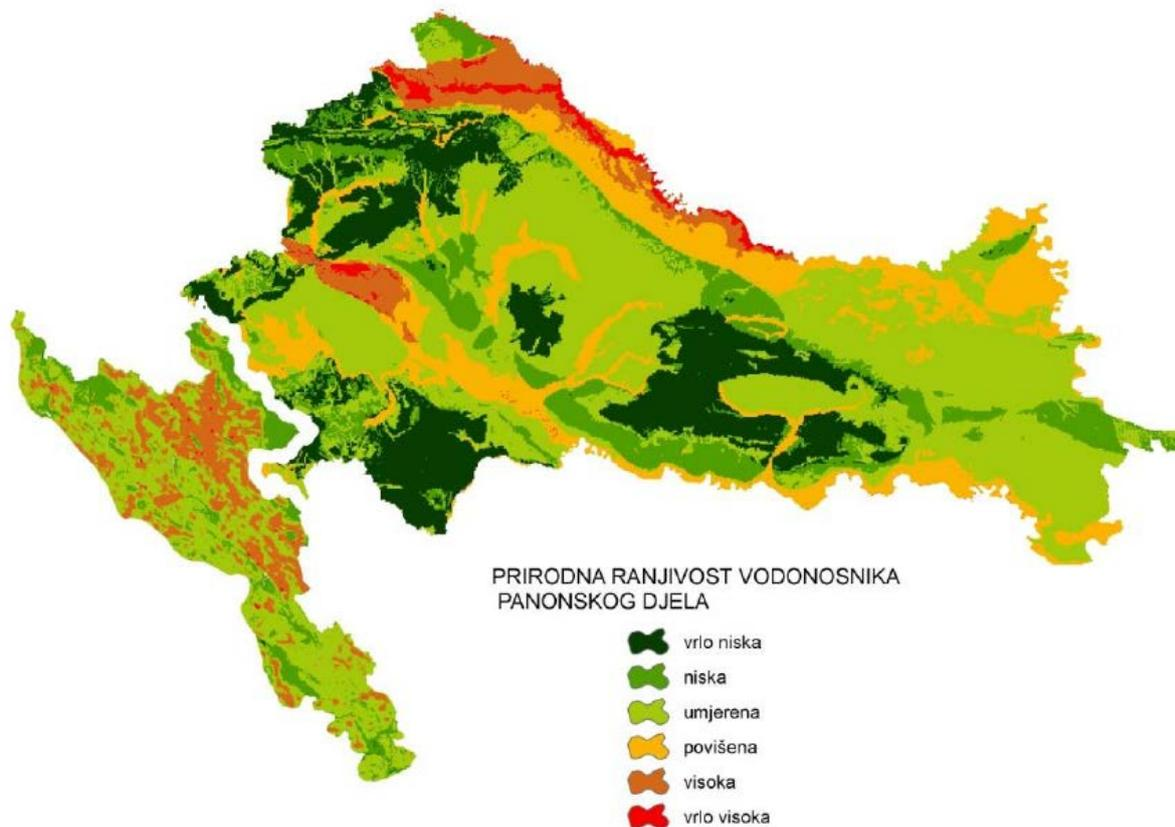 PRIRODNA RANJIVOST VODONOSNIKA
PANONSKOG DJELA
vrlo niska
niska
umjerena
povišena
visoka
vrlo visoka